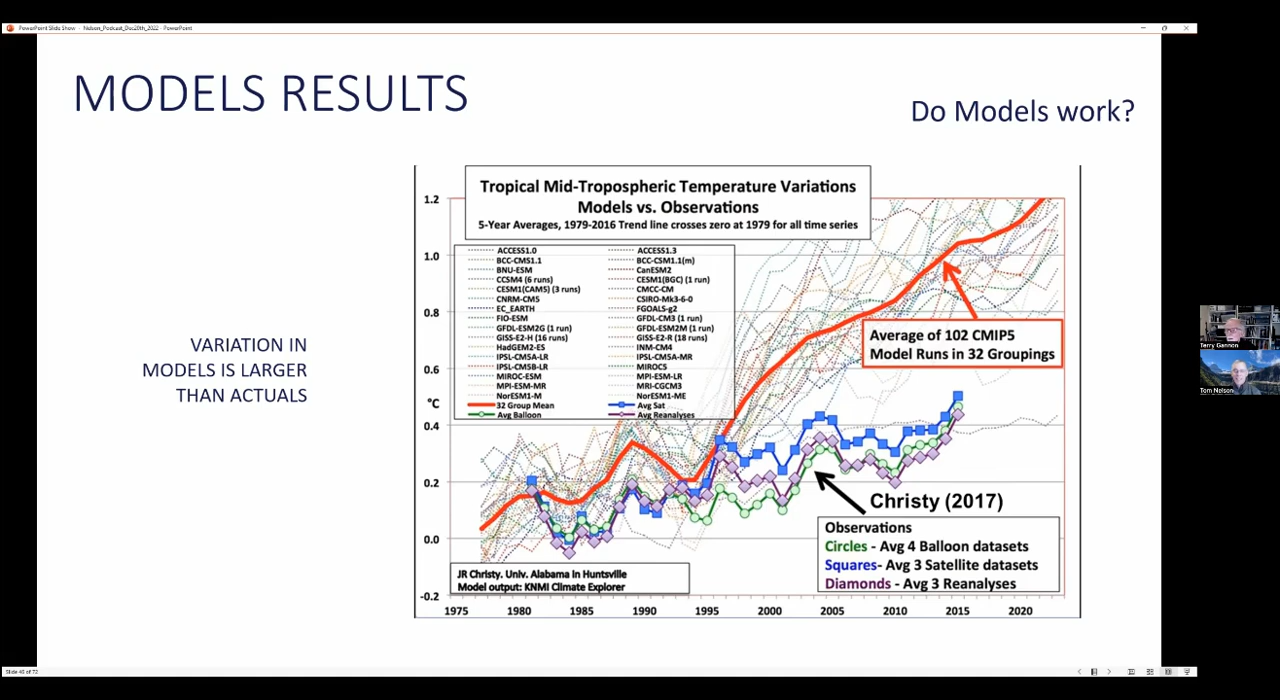 PowerPoint Slide Show - Nelson_Podcast_Dec20th_2022 - PowerPoint
MODELS RESULTS
Do Models work?
VARIATION IN
MODELS IS LARGER
THAN ACTUALS
Tropical Mid-Tropospheric Temperature Variations
Models vs. Observations
5-Year Averages, 1979-2016 Trend line crosses zero at 1979 for all time series
1.2
1.0
0.8
0.6
°C
0.4
0.2
0.0
-0.2
ACCESS1.0 ACCESS1.3
BCC-CMS1.1 BCC-CSM1.1(m)
BNU-ESM CanESM2
CCSM4 (6 runs) CESM1(BGC) (1 run)
CESM1(CAM5) (3 runs) CMCC-CM
CNRM-CM5 CSIRO-Mk3-6-0
EC_EARTH FGOALS-g2
FIO-ESM GFDL-CM3 (1 run)
GFDL-ESM2G (1 run) GFDL-ESM2M (1 run)
GISS-E2-H (16 runs) GISS-E2-R (18 runs)
HadGEM2-ES INM-CM4
IPSL-CM5A-LR IPSL-CM5A-MR
IPSL-CM5B-LR MIROC5
MIROC-ESM MPI-ESM-LR
MPI-ESM-MR MRI-CGCM3
NorESM1-M NorESM1-ME
32 Group Mean Avg Sat
Avg Balloon Avg Reanalyses
Average of 102 CMIP5
Model Runs in 32 Groupings
Christy (2017)
Observations
Circles - Avg 4 Balloon datasets
Squares- Avg 3 Satellite datasets
Diamonds - Avg 3 Reanalyses
JR Christy. Univ. Alabama in Huntsville
Model output: KNMI Climate Explorer
1975 1980 1985 1990 1995 2000 2005 2010 2015 2020
Terry Gannon
Tom Nelson